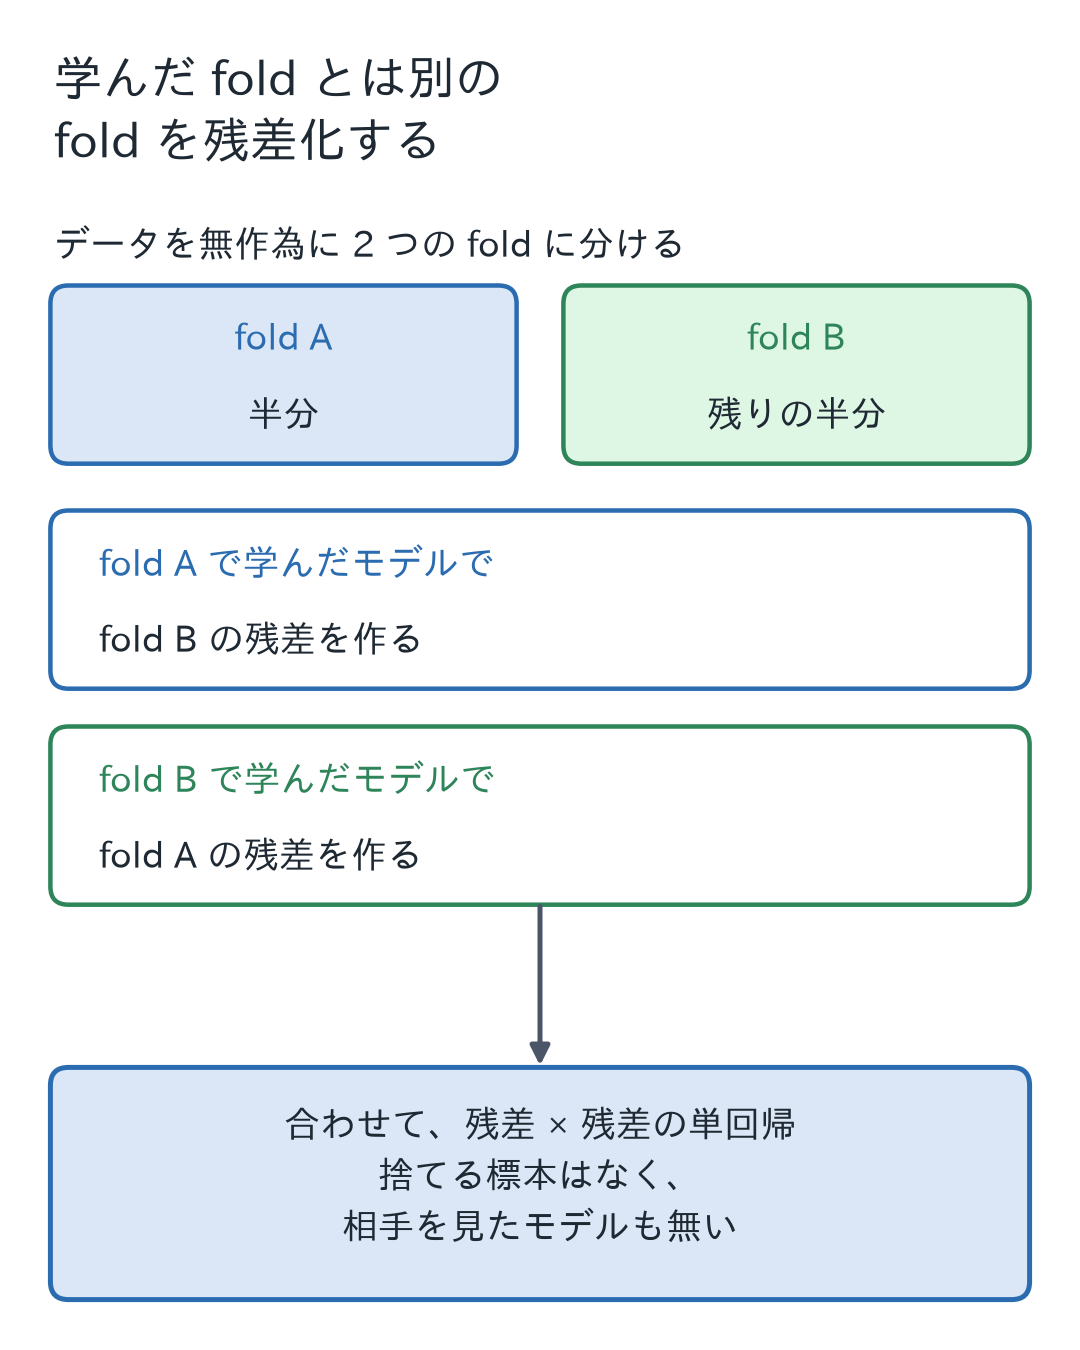 学んだ fold とは別の
fold を残差化する
データを無作為に 2 つの fold に分ける
fold A
半分
fold B
残りの半分
fold A で学んだモデルで
fold B の残差を作る
fold B で学んだモデルで
fold A の残差を作る
合わせて、残差 × 残差の単回帰
捨てる標本はなく、
相手を見たモデルも無い